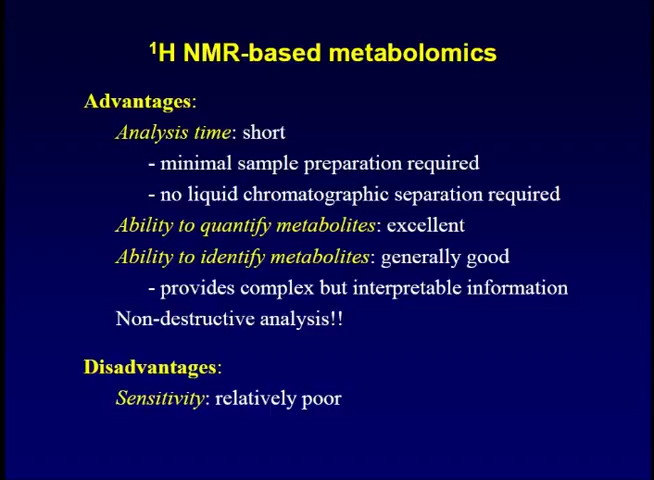 ¹H NMR-based metabolomics
Advantages:
Analysis time: short
- minimal sample preparation required
- no liquid chromatographic separation required
Ability to quantify metabolites: excellent
Ability to identify metabolites: generally good
- provides complex but interpretable information
Non-destructive analysis!!
Disadvantages:
Sensitivity: relatively poor